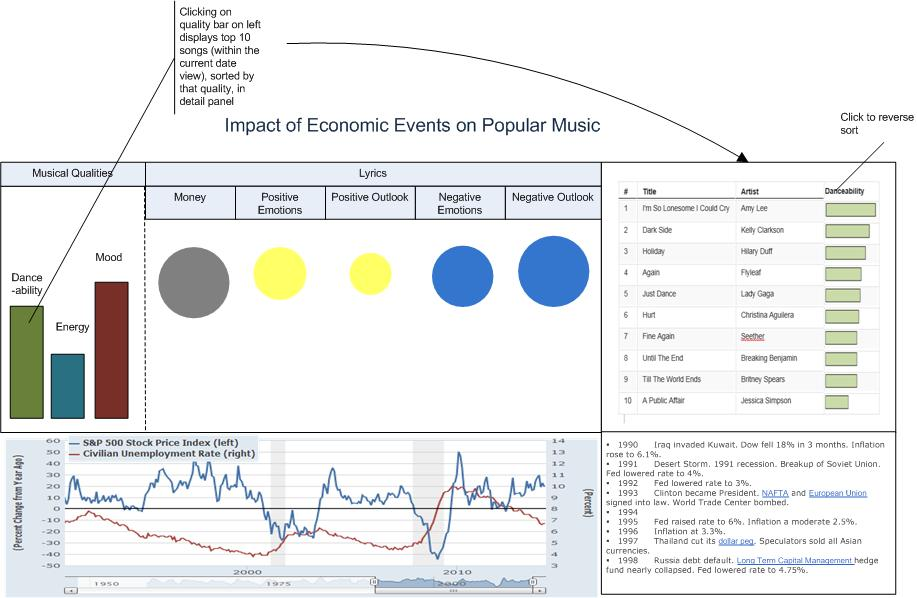 Clicking on
quality bar on left
displays top 10
songs (within the
current date
view), sorted by
that quality, in
detail panel
Impact of Economic Events on Popular Music
Click to reverse
sort
Musical Qualities
Lyrics
Money
Positive
Emotions
Positive Outlook
Negative
Emotions
Negative Outlook
Dance
-ability
Energy
Mood
# Title Artist Danceability
1 I'm So Lonesome I Could Cry Amy Lee
2 Dark Side Kelly Clarkson
3 Holiday Hilary Duff
4 Again Flyleaf
5 Just Dance Lady Gaga
6 Hurt Christina Aguilera
7 Fine Again Seether
8 Until The End Breaking Benjamin
9 Till The World Ends Britney Spears
10 A Public Affair Jessica Simpson
S&P 500 Stock Price Index (left)
Civilian Unemployment Rate (right)
(Percent Change from Year Ago)
60
50
40
30
20
10
0
-10
-20
-30
-40
-50
14
13
12
11
10
9
8
7
6
5
4
3
(Percent)
2000 2010
1950 1975 2000
• 1990 Iraq invaded Kuwait. Dow fell 18% in 3 months. Inflation
rose to 6.1%.
• 1991 Desert Storm. 1991 recession. Breakup of Soviet Union.
Fed lowered rate to 4%.
• 1992 Fed lowered rate to 3%.
• 1993 Clinton became President. NAFTA and European Union
signed into law. World Trade Center bombed.
• 1994
• 1995 Fed raised rate to 6%. Inflation a moderate 2.5%.
• 1996 Inflation at 3.3%.
• 1997 Thailand cut its dollar peg. Speculators sold all Asian
currencies.
• 1998 Russia debt default. Long Term Capital Management hedge
fund nearly collapsed. Fed lowered rate to 4.75%.